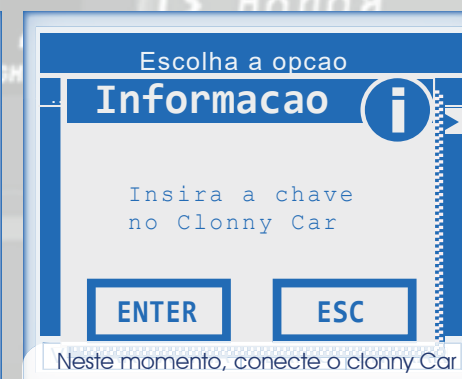 Escolha a opcao
Informacao
Insira a chave
no Clonny Car
ENTER ESC
Neste momento, conecte o clonny Car